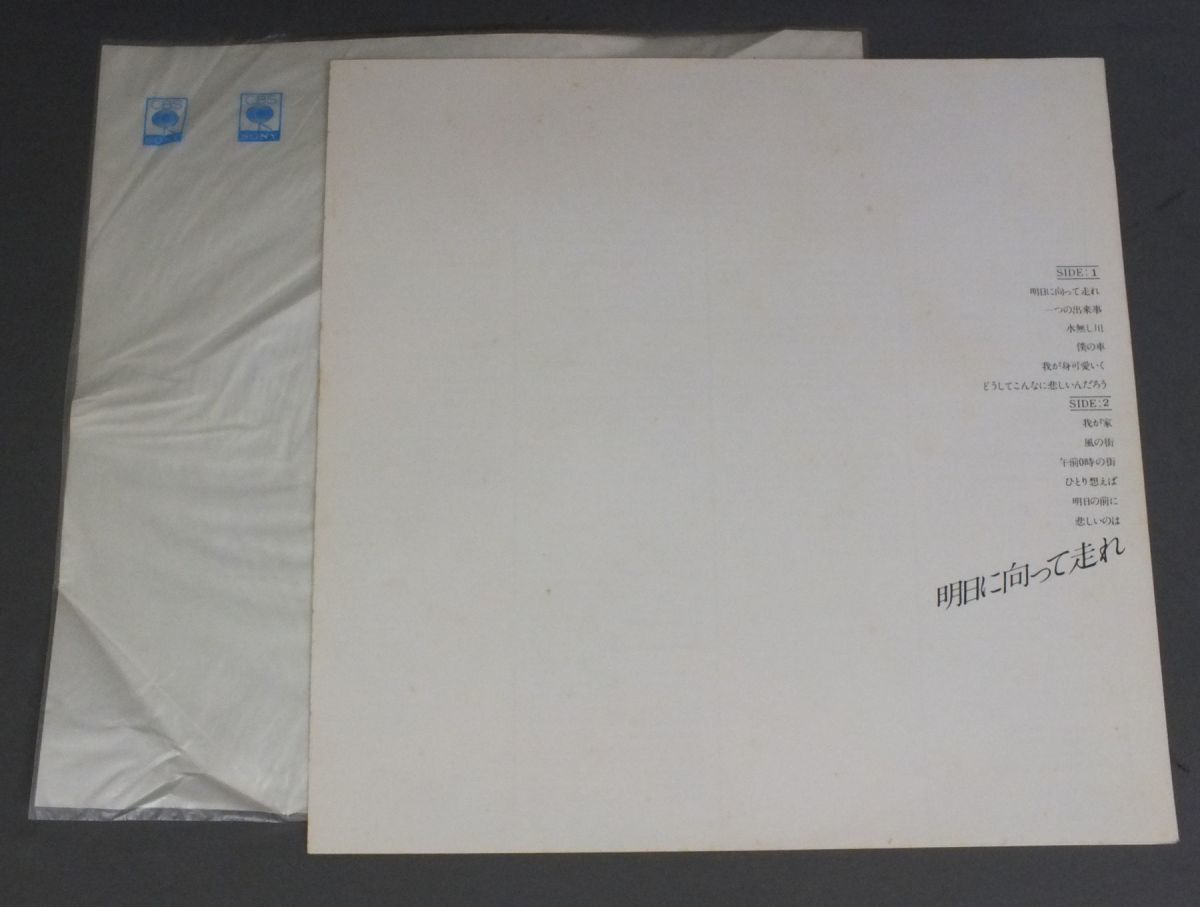 CBS
SONY
CBS
SONY
SIDE: 1
明日に向って走れ
一つの出来事
水無し川
僕の車
我が身可愛いく
どうしてこんなに悲しいんだろう
SIDE: 2
我が家
風の街
午前0時の街
ひとり想えば
明日の前に
悲しいのは
明日に向って走れ